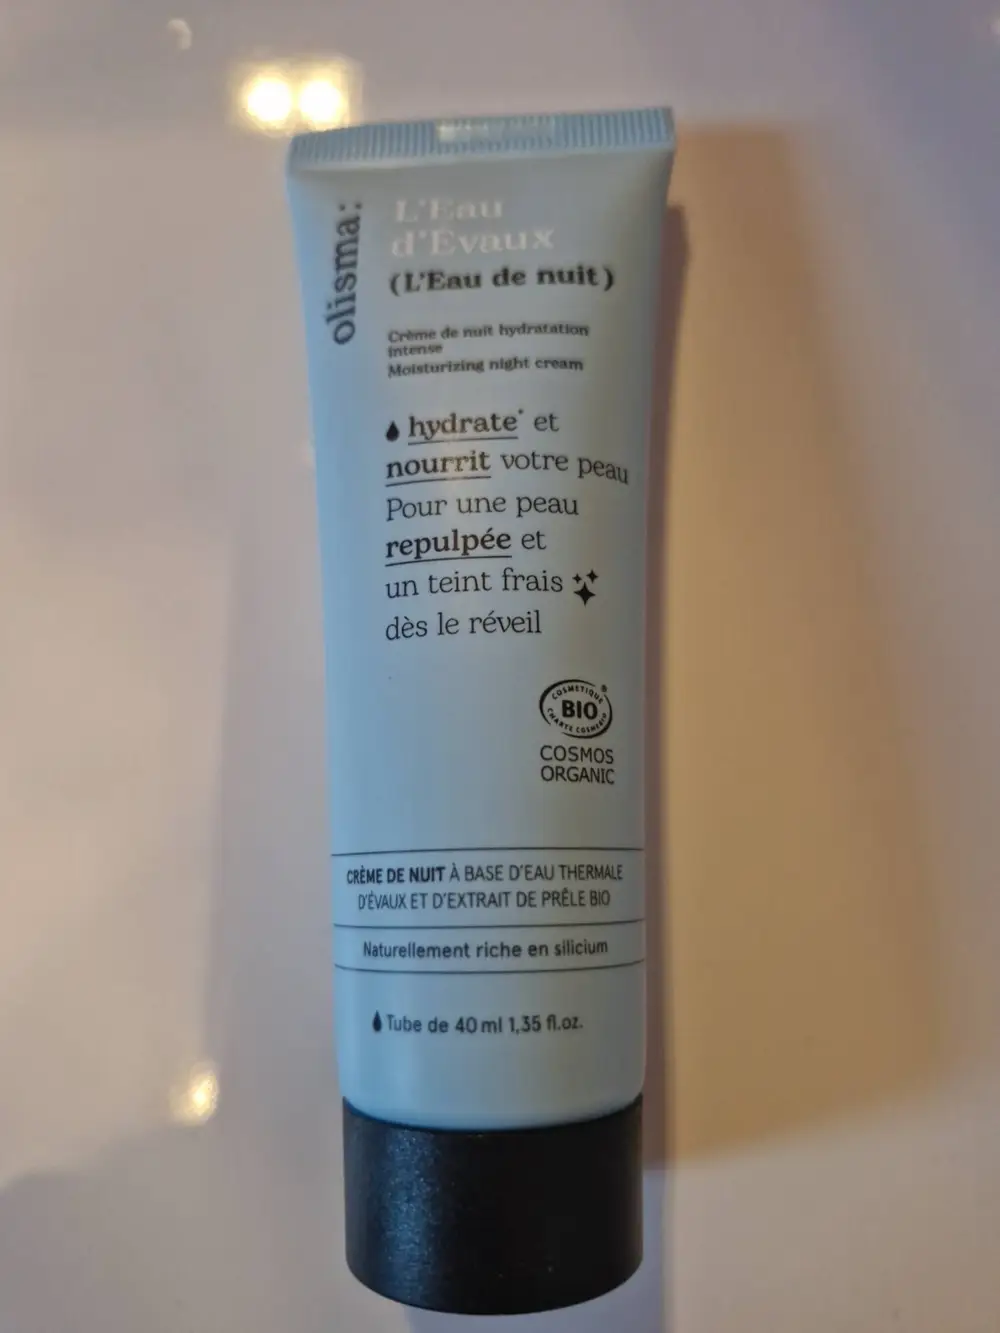 olisma:
L'Eau
d'Évaux
(L'Eau de nuit)
Crème de nuit hydratation
intense
Moisturizing night cream
hydrate* et
nourrit votre peau
Pour une peau
repulpée et
un teint frais
dès le réveil
COSMETIQUE
BIO
CHARTE COSMEBIO
COSMOS
ORGANIC
CRÈME DE NUIT À BASE D'EAU THERMALE
D'ÉVAUX ET D'EXTRAIT DE PRÊLE BIO
Naturellement riche en silicium
Tube de 40 ml 1,35 fl.oz.